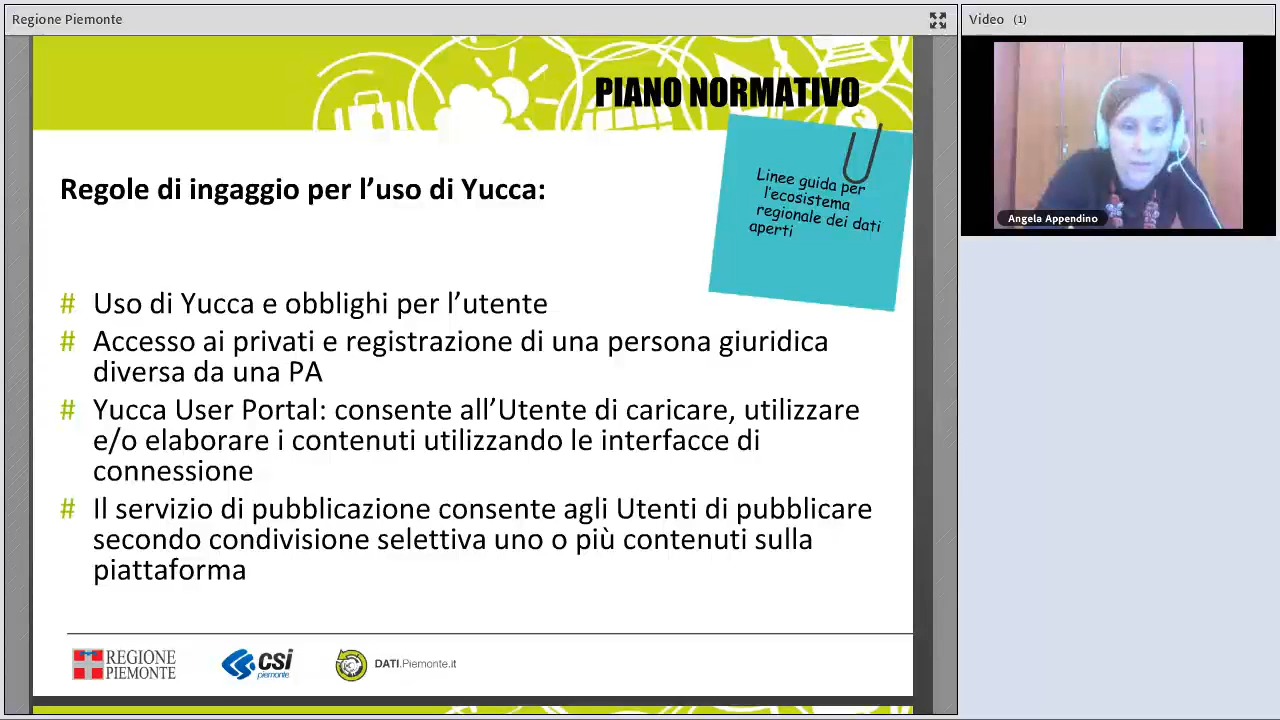 Regione Piemonte
Video (1)
PIANO NORMATIVO
Linee guida per
l'ecosistema
regionale dei dati
aperti
Angela Appendino
Regole di ingaggio per l’uso di Yucca:
# Uso di Yucca e obblighi per l’utente
# Accesso ai privati e registrazione di una persona giuridica
diversa da una PA
# Yucca User Portal: consente all’Utente di caricare, utilizzare
e/o elaborare i contenuti utilizzando le interfacce di
connessione
# Il servizio di pubblicazione consente agli Utenti di pubblicare
secondo condivisione selettiva uno o più contenuti sulla
piattaforma
REGIONE
PIEMONTE
csi
piemonte
DATI.Piemonte.it